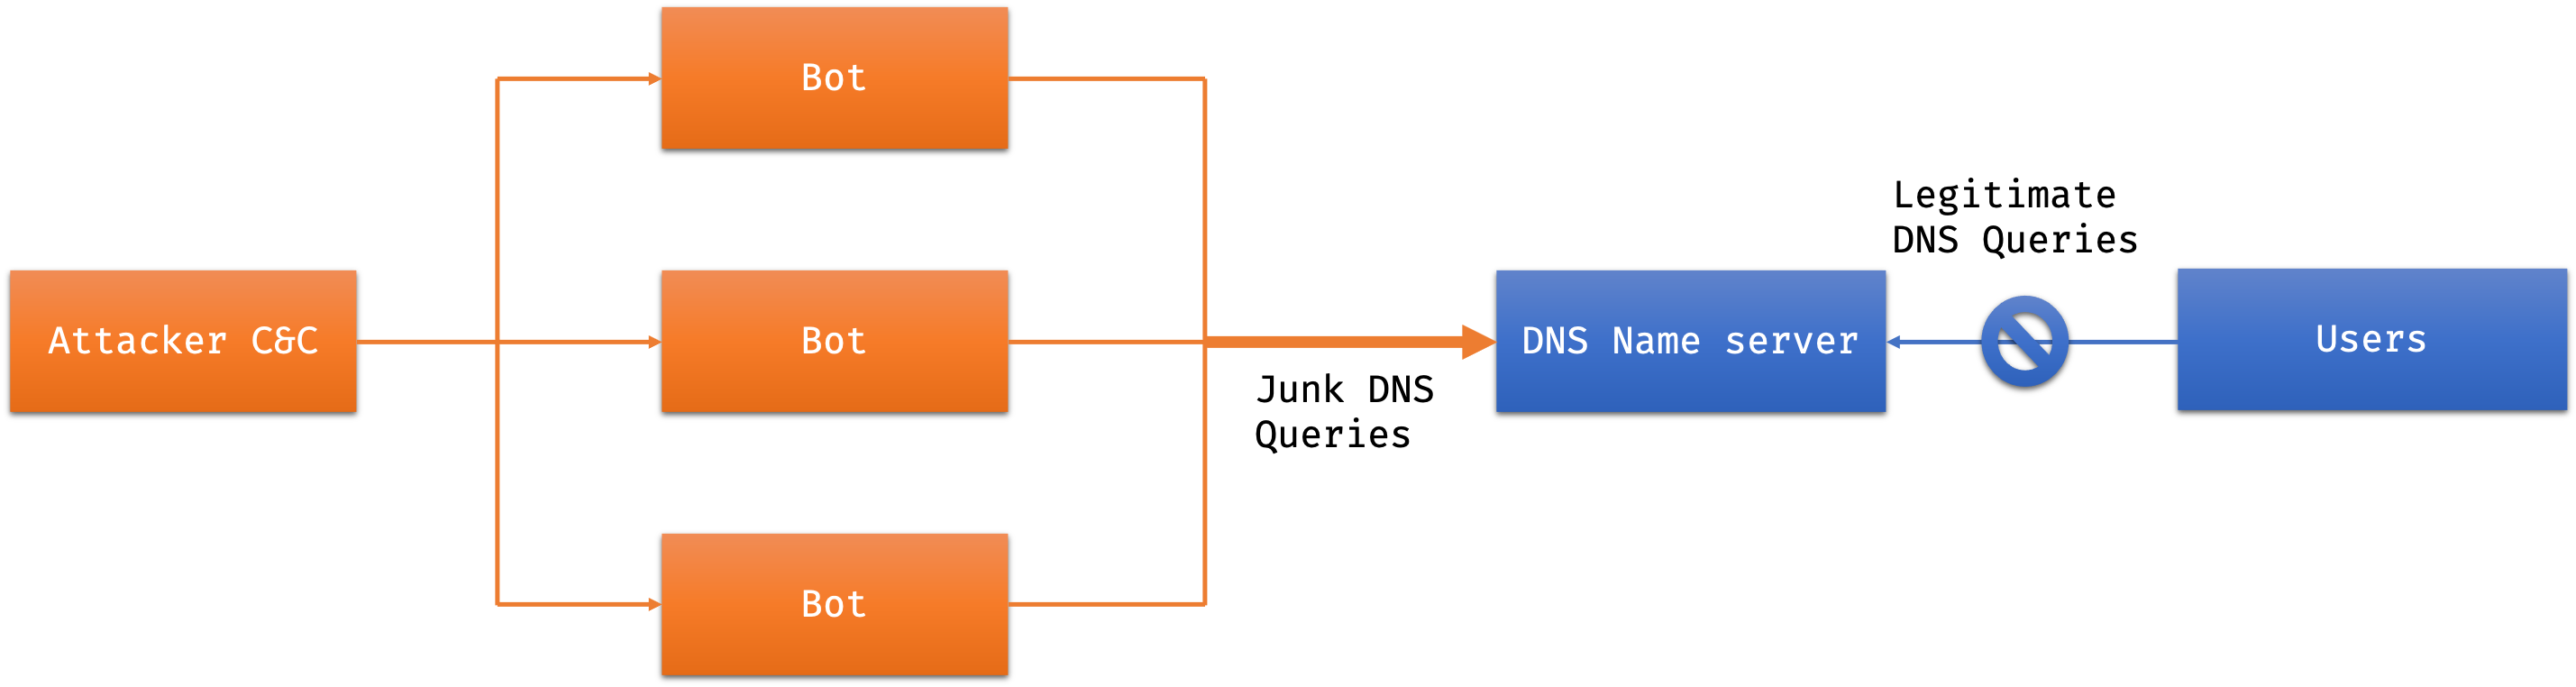 Bot
Attacker C&C
Bot
Bot
Junk DNS
Queries
DNS Name server
Legitimate
DNS Queries
Users